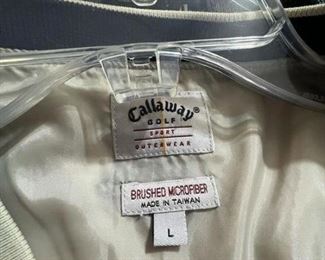 Callaway
GOLF
SPORT
OUTERWEAR
BRUSHED MICROFIBER
MADE IN TAIWAN
L